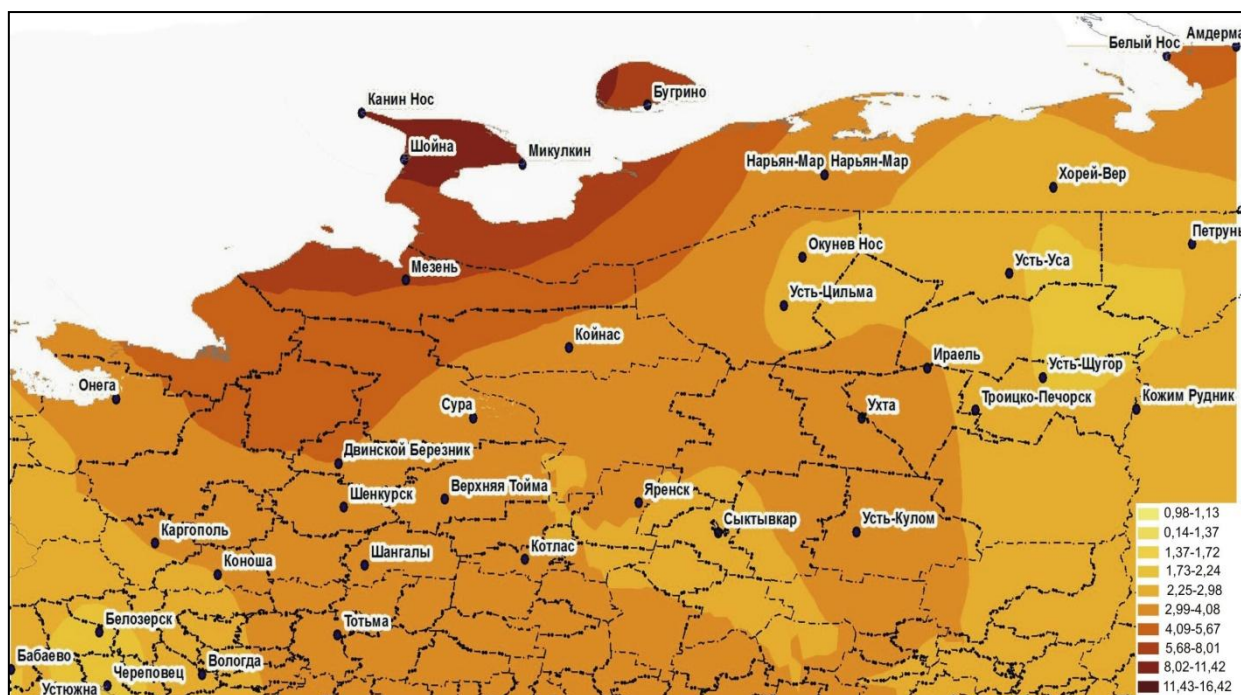 Амдерма
Белый Нос
Бугрино
Канин Нос
Шойна
Микулкин
Нарьян-Мар Нарьян-Мар
Хорей-Вер
Петрунь
Окунев Нос
Усть-Уса
Мезень
Усть-Цильма
Койнас
Ираель
Усть-Щугор
Онега
Сура
Ухта
Троицко-Печорск
Кожим Рудник
Двинской Березник
Шенкурск
Верхняя Тойма
Яренск
Сыктывкар
Усть-Кулом
Каргополь
Коноша
Шангалы
Котлас
Белозерск
Тотьма
Бабаево
Череповец
Вологда
Устюжна
0,98-1,13
0,14-1,37
1,37-1,72
1,73-2,24
2,25-2,98
2,99-4,08
4,09-5,67
5,68-8,01
8,02-11,42
11,43-16,42